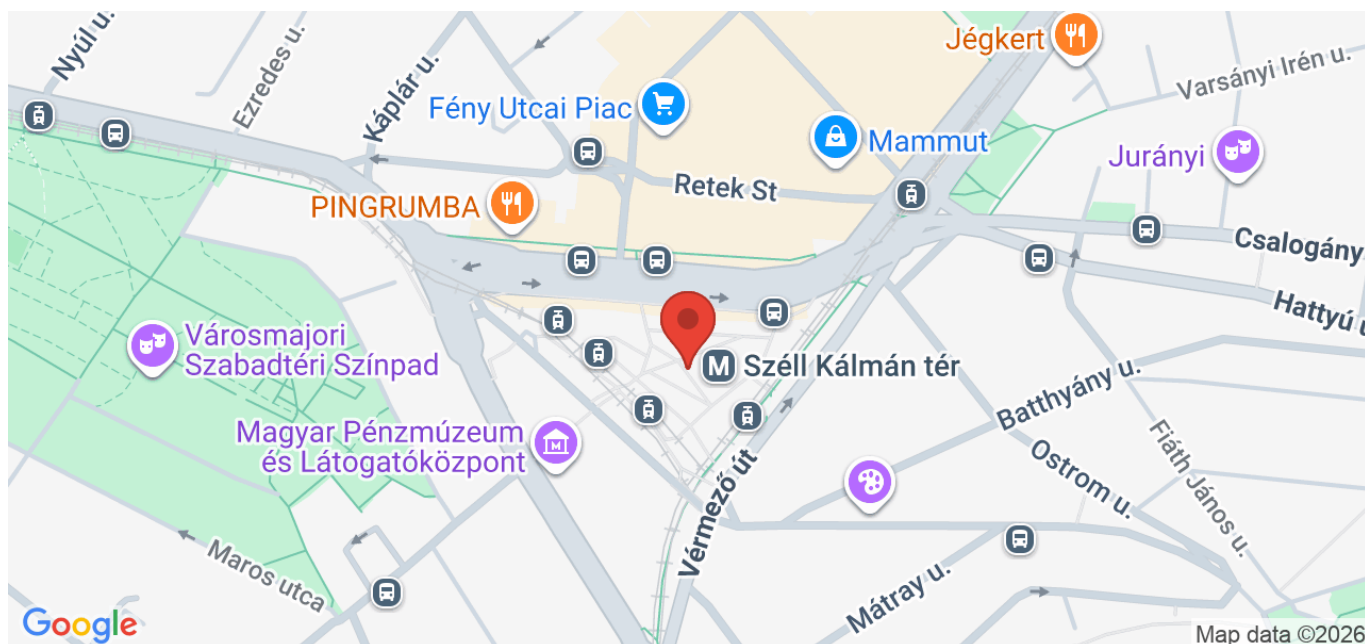 Nyúl u.
Ezredes u.
Káplár u.
Fény Utcai Piac
Jégkert
Varsányi Irén u.
Mammut
Jurányi
Retek St
PINGRUMBA
Csalogány
Hattyú u
Városmajori
Szabadtéri Színpad
M
Széll Kálmán tér
Batthyány u.
Magyar Pénzmúzeum
és Látogatóközpont
Ostrom u.
Fiáth János u.
Vérmező út
Maros utca
Mátray u.
Google
Map data ©2026